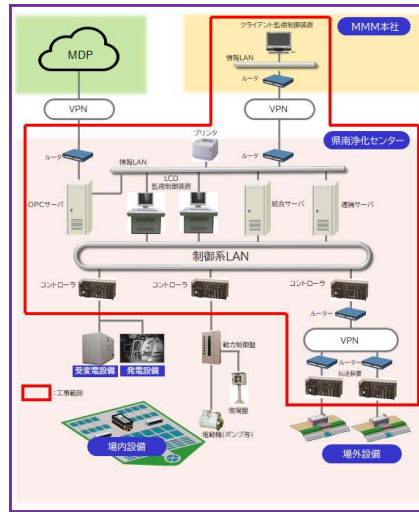 クライアント監視制御装置
MMM本社
MDP
情報LAN
ルータ
VPN
VPN
プリンタ
県南浄化センター
ルータ
ルータ
情報LAN
LCD
監視制御装置
OPCサーバ
統合サーバ
遠隔サーバ
制御系LAN
コントローラ
コントローラ
コントローラ
ルーター
動力制御盤
VPN
受変電設備
発電設備
ルーター
伝送装置
現場盤
:工事範囲
場内設備
電動機(ポンプ等)
場外設備